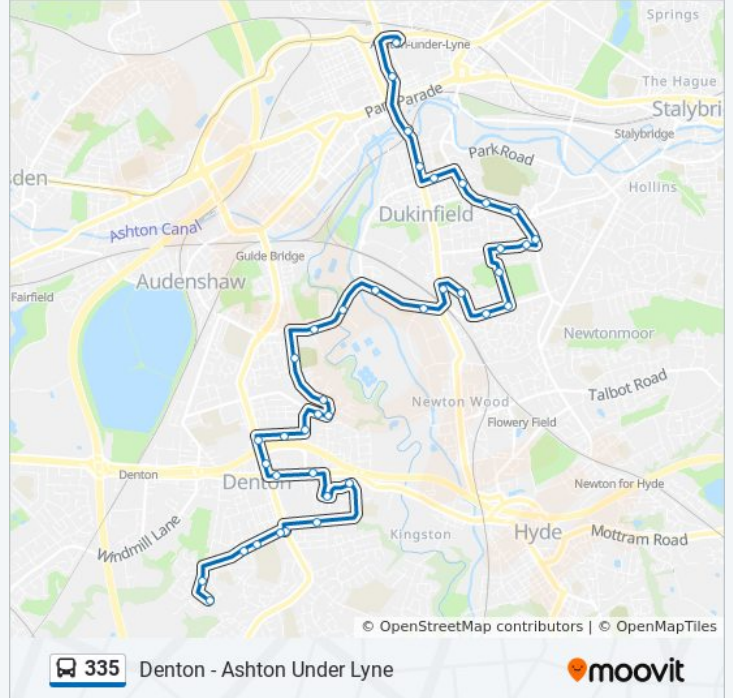 Springs
Ashton-under-Lyne
The Hague
Park Parade
Stalybri
Stalybridge
Park Road
den
Hollins
Dukinfield
Ashton Canal
Guide Bridge
Audenshaw
Fairfield
Newtonmoor
Talbot Road
Newton Wood
Flowery Field
Denton
Denton
Newton for Hyde
Windmill Lane
Kingston
Hyde
Mottram Road
© OpenStreetMap contributors | © OpenMapTiles
335 Denton - Ashton Under Lyne
moovit